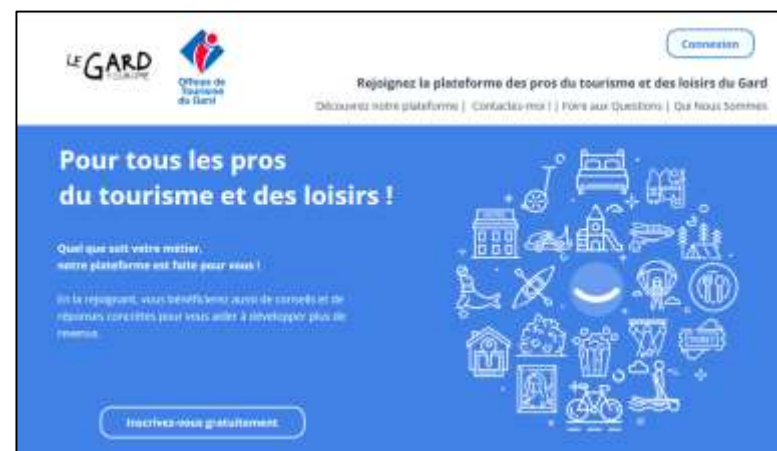 LE GARD
TOURISME
Offices de
Tourisme
du Gard
Connexion
Rejoignez la plateforme des pros du tourisme et des loisirs du Gard
Découvrez notre plateforme | Contactez-moi ! | Foire aux Questions | Qui Nous Sommes
Pour tous les pros
du tourisme et des loisirs !
Quel que soit votre métier,
notre plateforme est faite pour vous !
En la rejoignant, vous bénéficierez aussi de conseils et de
réponses concrètes pour vous aider à développer plus de
revenus.
TICKET
Inscrivez-vous gratuitement